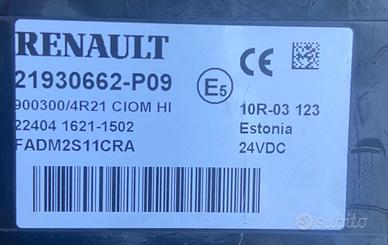 RENAULT
21930662-P09
900300/4R21 CIOM HI
22404 1621-1502
FADM2S11CRA
CE
E5
10R-03 123
Estonia
24VDC
subito